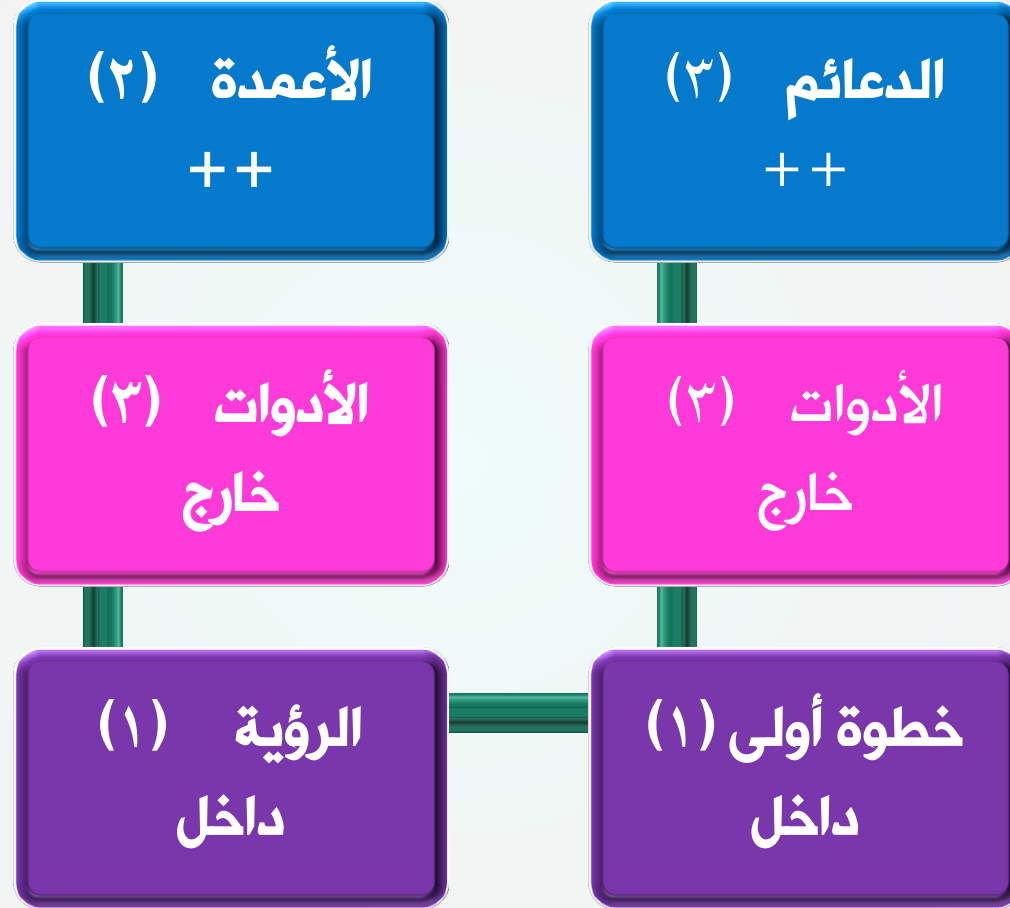 الدعائم (٣)
++
الأعمدة (٢)
++
الأدوات (٣)
خارج
الأدوات (٣)
خارج
خطوة أولى (١)
داخل
الرؤية (١)
داخل